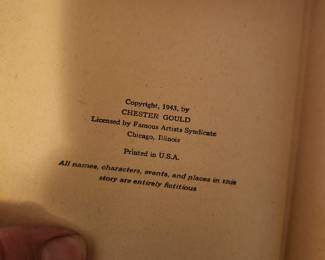 Copyright, 1943, by
CHESTER GOULD
Licensed by Famous Artists Syndicate
Chicago, Illinois
Printed in U.S.A.
All names, characters, events, and places in this
story are entirely fictitious